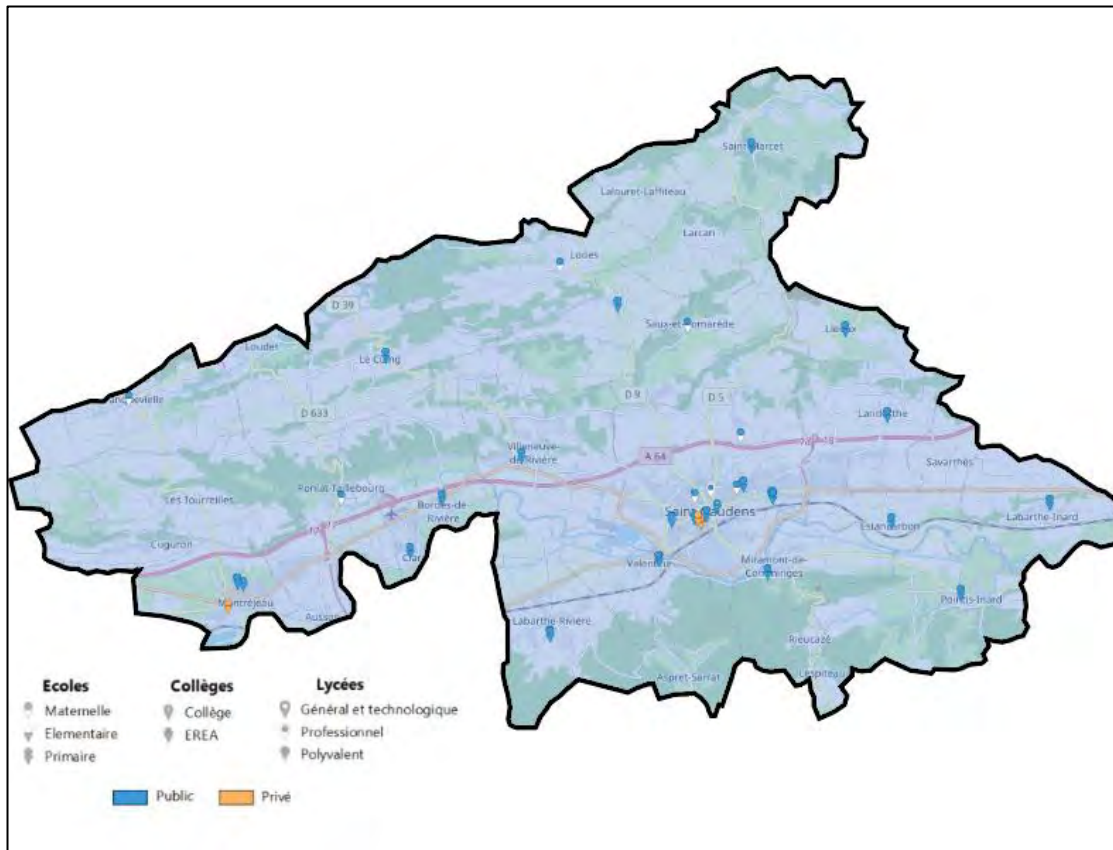 Saint-Marcet
Lalouret-Laffiteau
Larcan
Lodes
D 39
Saux-et-Pomarède
Lieoux
Loudet
Le Cuing
D 9
D 5
D 633
Landorthe
Villeneuve-de-Rivière
A 64
Savarthès
Les Tourreilles
Ponlat-Taillebourg
Bordes-de-Rivière
Saint-Gaudens
Labarthe-Inard
Estancarbon
Cuguron
Clar
Valentine
Miramont-de-Comminges
Montréjeau
Pointis-Inard
Ausson
Labarthe-Rivière
Rieucazé
Aspret-Sarrat
Lespiteau
Ecoles
Maternelle
Elementaire
Primaire
Collèges
Collège
EREA
Lycées
Général et technologique
Professionnel
Polyvalent
Public
Privé